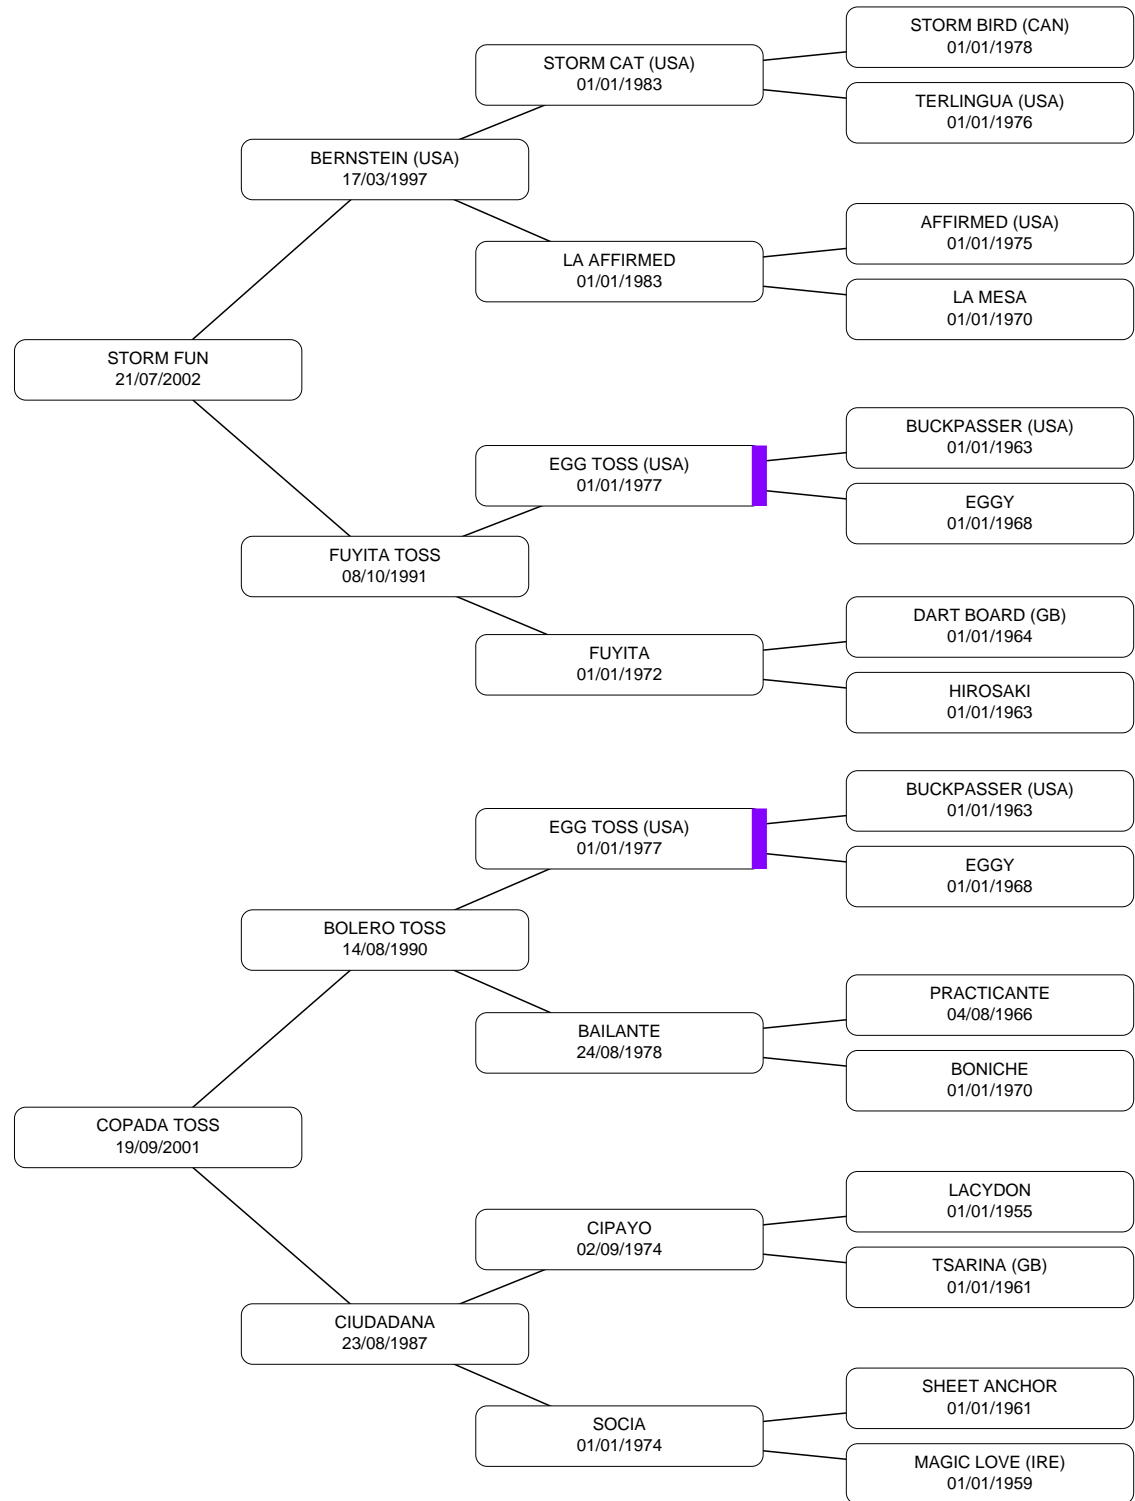 STORM BIRD (CAN)
01/01/1978
STORM CAT (USA)
01/01/1983
TERLINGUA (USA)
01/01/1976
BERNSTEIN (USA)
17/03/1997
AFFIRMED (USA)
01/01/1975
LA AFFIRMED
01/01/1983
LA MESA
01/01/1970
STORM FUN
21/07/2002
BUCKPASSER (USA)
01/01/1963
EGG TOSS (USA)
01/01/1977
EGGY
01/01/1968
FUYITA TOSS
08/10/1991
DART BOARD (GB)
01/01/1964
FUYITA
01/01/1972
HIROSAKI
01/01/1963
BUCKPASSER (USA)
01/01/1963
EGG TOSS (USA)
01/01/1977
EGGY
01/01/1968
BOLERO TOSS
14/08/1990
PRACTICANTE
04/08/1966
BAILANTE
24/08/1978
BONICHE
01/01/1970
COPADA TOSS
19/09/2001
LACYDON
01/01/1955
CIPAYO
02/09/1974
TSARINA (GB)
01/01/1961
CIUDADANA
23/08/1987
SHEET ANCHOR
01/01/1961
SOCIA
01/01/1974
MAGIC LOVE (IRE)
01/01/1959